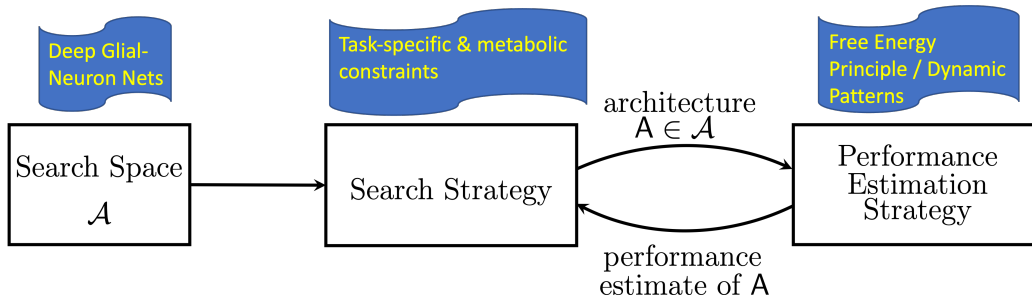 Deep Glial-
Neuron Nets
Task-specific & metabolic
constraints
Free Energy
Principle / Dynamic
Patterns
Search Space
𝒜
Search Strategy
architecture
A ∈ 𝒜
Performance
Estimation
Strategy
performance
estimate of A